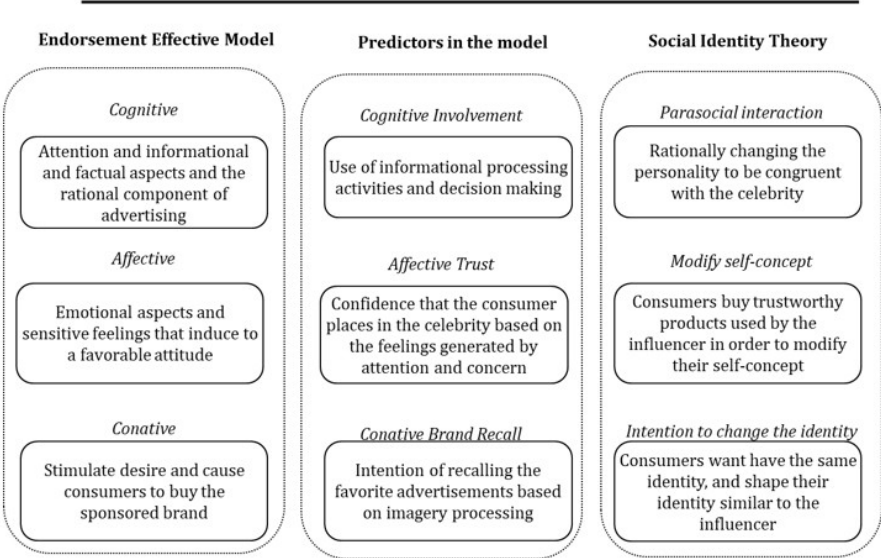 Endorsement Effective Model
Cognitive
Attention and informational
and factual aspects and the
rational component of
advertising
Affective
Emotional aspects and
sensitive feelings that induce to
a favorable attitude
Conative
Stimulate desire and cause
consumers to buy the
sponsored brand
Predictors in the model
Cognitive Involvement
Use of informational processing
activities and decision making
Affective Trust
Confidence that the consumer
places in the celebrity based on
the feelings generated by
attention and concern
Conative Brand Recall
Intention of recalling the
favorite advertisements based
on imagery processing
Social Identity Theory
Parasocial interaction
Rationally changing the
personality to be congruent
with the celebrity
Modify self-concept
Consumers buy trustworthy
products used by the
influencer in order to modify
their self-concept
Intention to change the identity
Consumers want have the same
identity, and shape their
identity similar to the
influencer